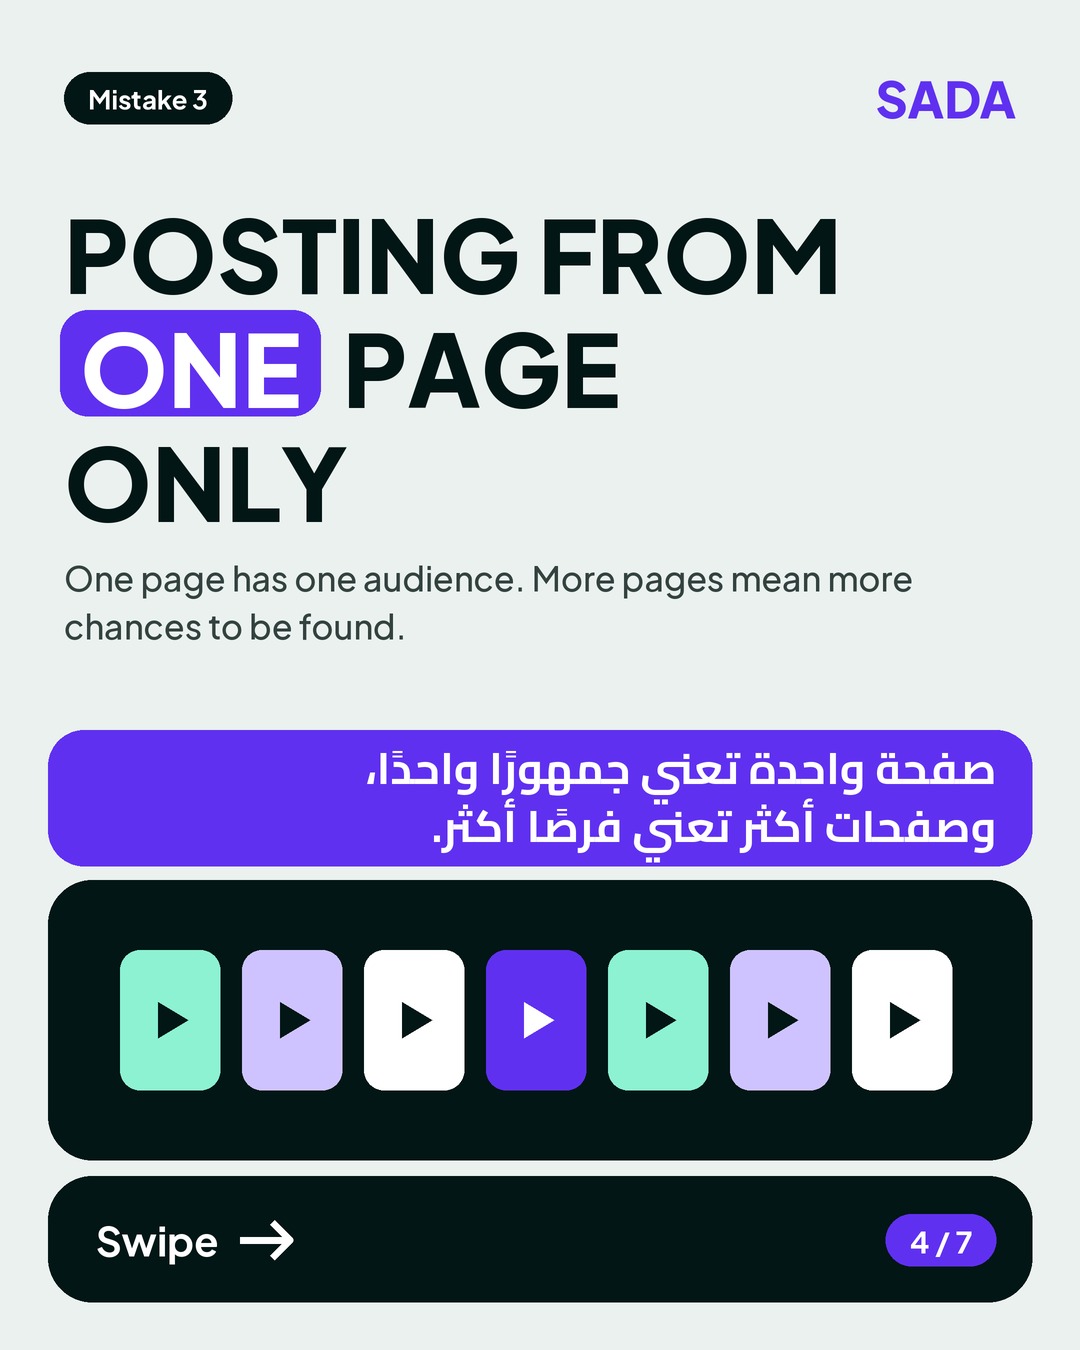 Mistake 3
SADA
POSTING FROM
ONE PAGE
ONLY
One page has one audience. More pages mean more
chances to be found.
صفحة واحدة تعني جمهورًا واحدًا،
وصفحات أكثر تعني فرصًا أكثر.
Swipe →
4 / 7